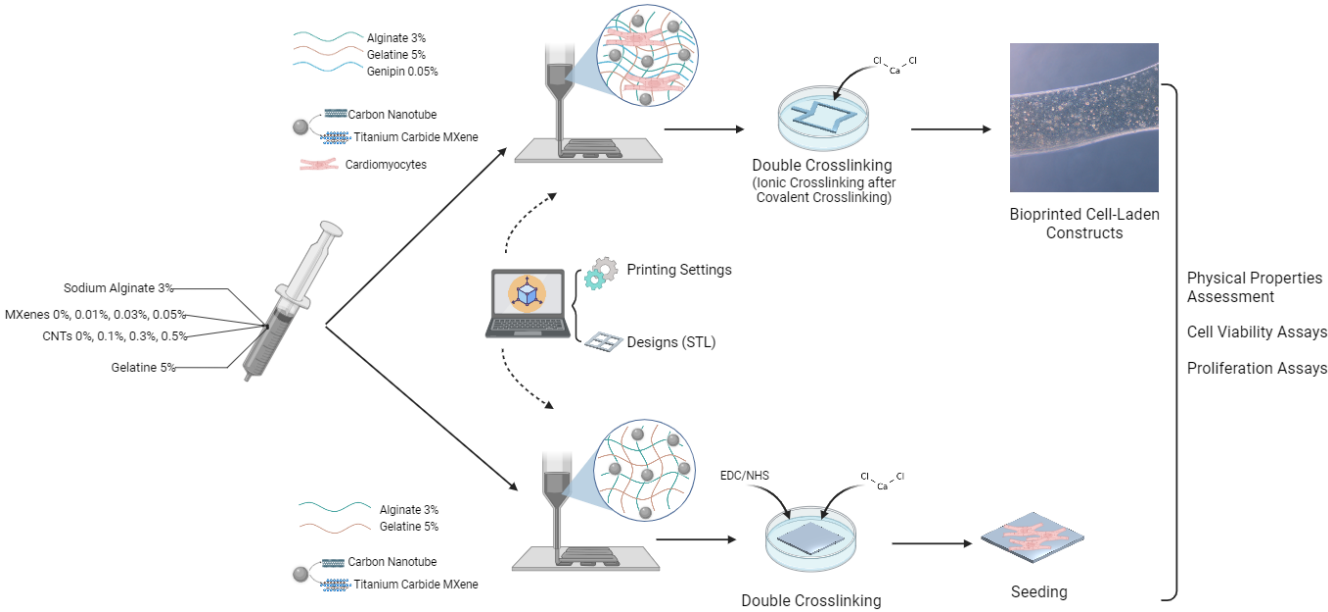 Alginate 3%
Gelatine 5%
Genipin 0.05%
Carbon Nanotube
Titanium Carbide MXene
Cardiomyocytes
Cl
Cl
Ca
Double Crosslinking
(Ionic Crosslinking after
Covalent Crosslinking)
Bioprinted Cell-Laden
Constructs
Sodium Alginate 3%
MXenes 0%, 0.01%, 0.03%, 0.05%
CNTs 0%, 0.1%, 0.3%, 0.5%
Gelatine 5%
Printing Settings
Designs (STL)
Physical Properties
Assessment
Cell Viability Assays
Proliferation Assays
Alginate 3%
Gelatine 5%
Carbon Nanotube
Titanium Carbide MXene
EDC/NHS
Cl
Cl
Ca
Double Crosslinking
Seeding